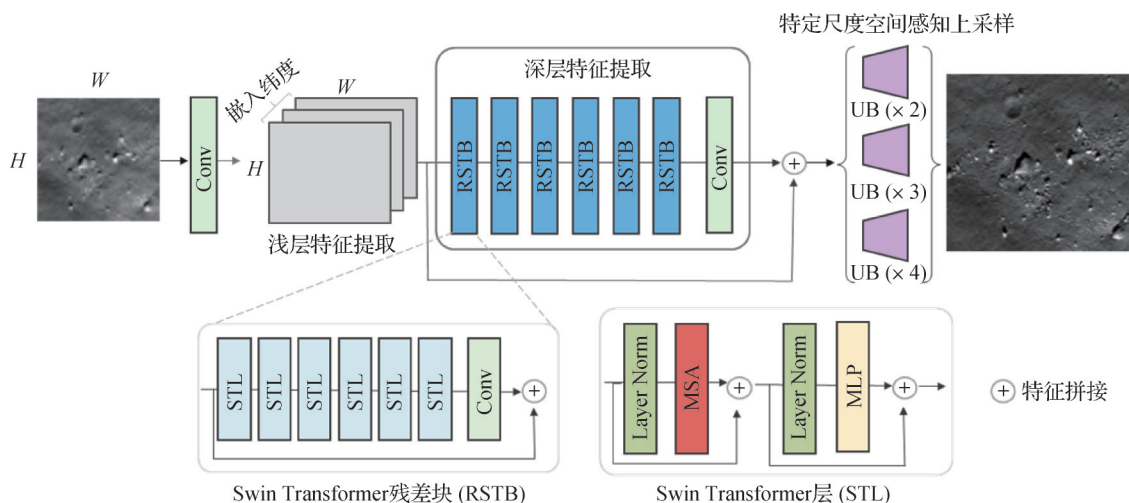 特定尺度空间感知上采样
W
H
Conv
嵌入纬度
W
H
浅层特征提取
深层特征提取
RSTB
RSTB
RSTB
RSTB
RSTB
RSTB
Conv
+
UB (× 2)
UB (× 3)
UB (× 4)
STL
STL
STL
STL
STL
STL
Conv
+
Swin Transformer残差块 (RSTB)
Layer Norm
MSA
+
Layer Norm
MLP
+
Swin Transformer层 (STL)
+ 特征拼接